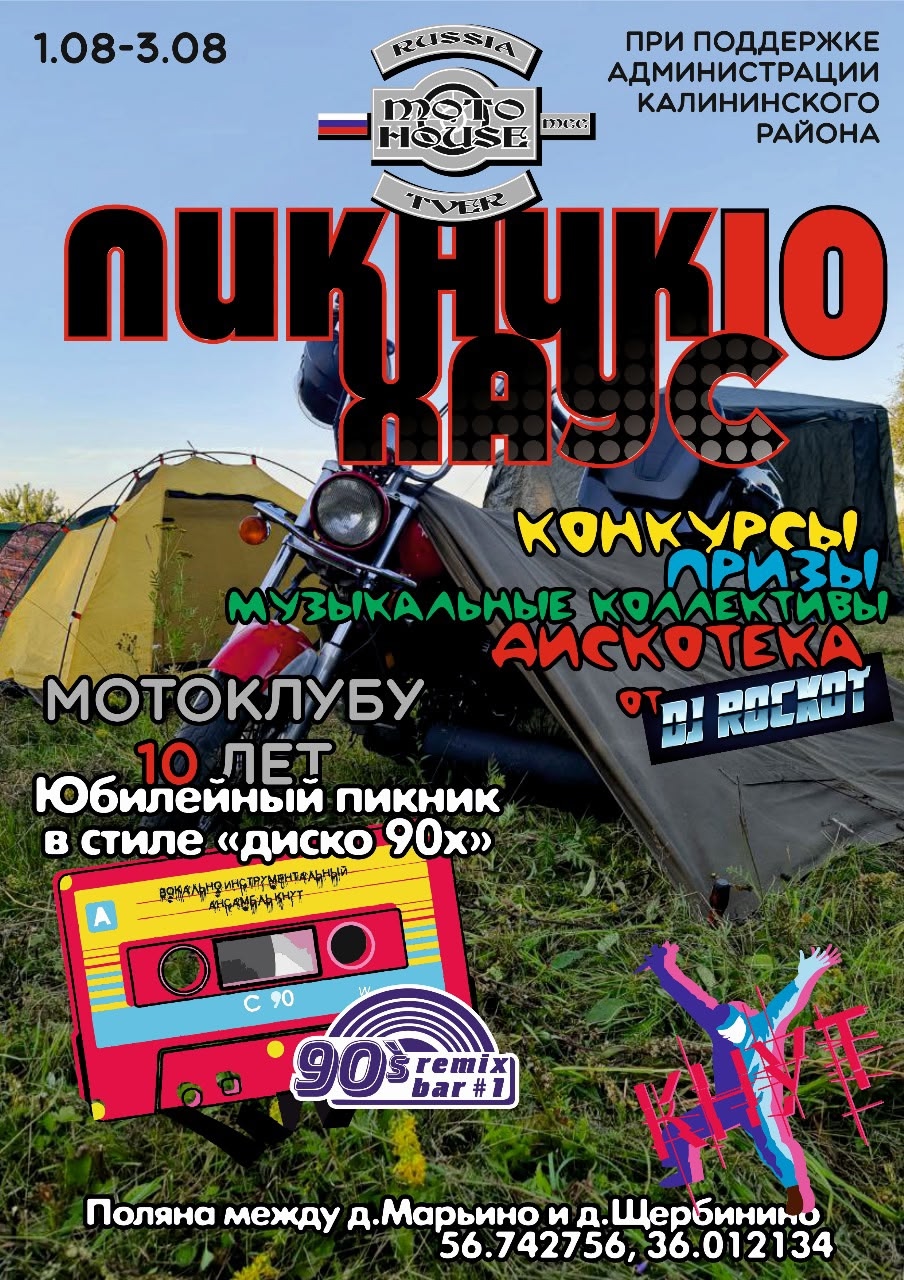 1.08-3.08
RUSSIA
MOTO
HOUSE
MCC
TVER
ПРИ ПОДДЕРЖКЕ
АДМИНИСТРАЦИИ
КАЛИНИНСКОГО
РАЙОНА
ПИКНИК 10
ХАУС
КОНКУРСЫ
ПРИЗЫ
МУЗЫКАЛЬНЫЕ КОЛЛЕКТИВЫ
ДИСКОТЕКА
ОТ DJ ROCKOT
МОТОКЛУБУ
10 ЛЕТ
Юбилейный пикник
в стиле «диско 90х»
ВОКАЛЬНО ИНСТРУМЕНТАЛЬНЫЙ
АНСАМБЛЬ КНУТ
A
C 90
W
90`s remix
bar #1
КНУТ
Поляна между д.Марьино и д.Щербинино
56.742756, 36.012134